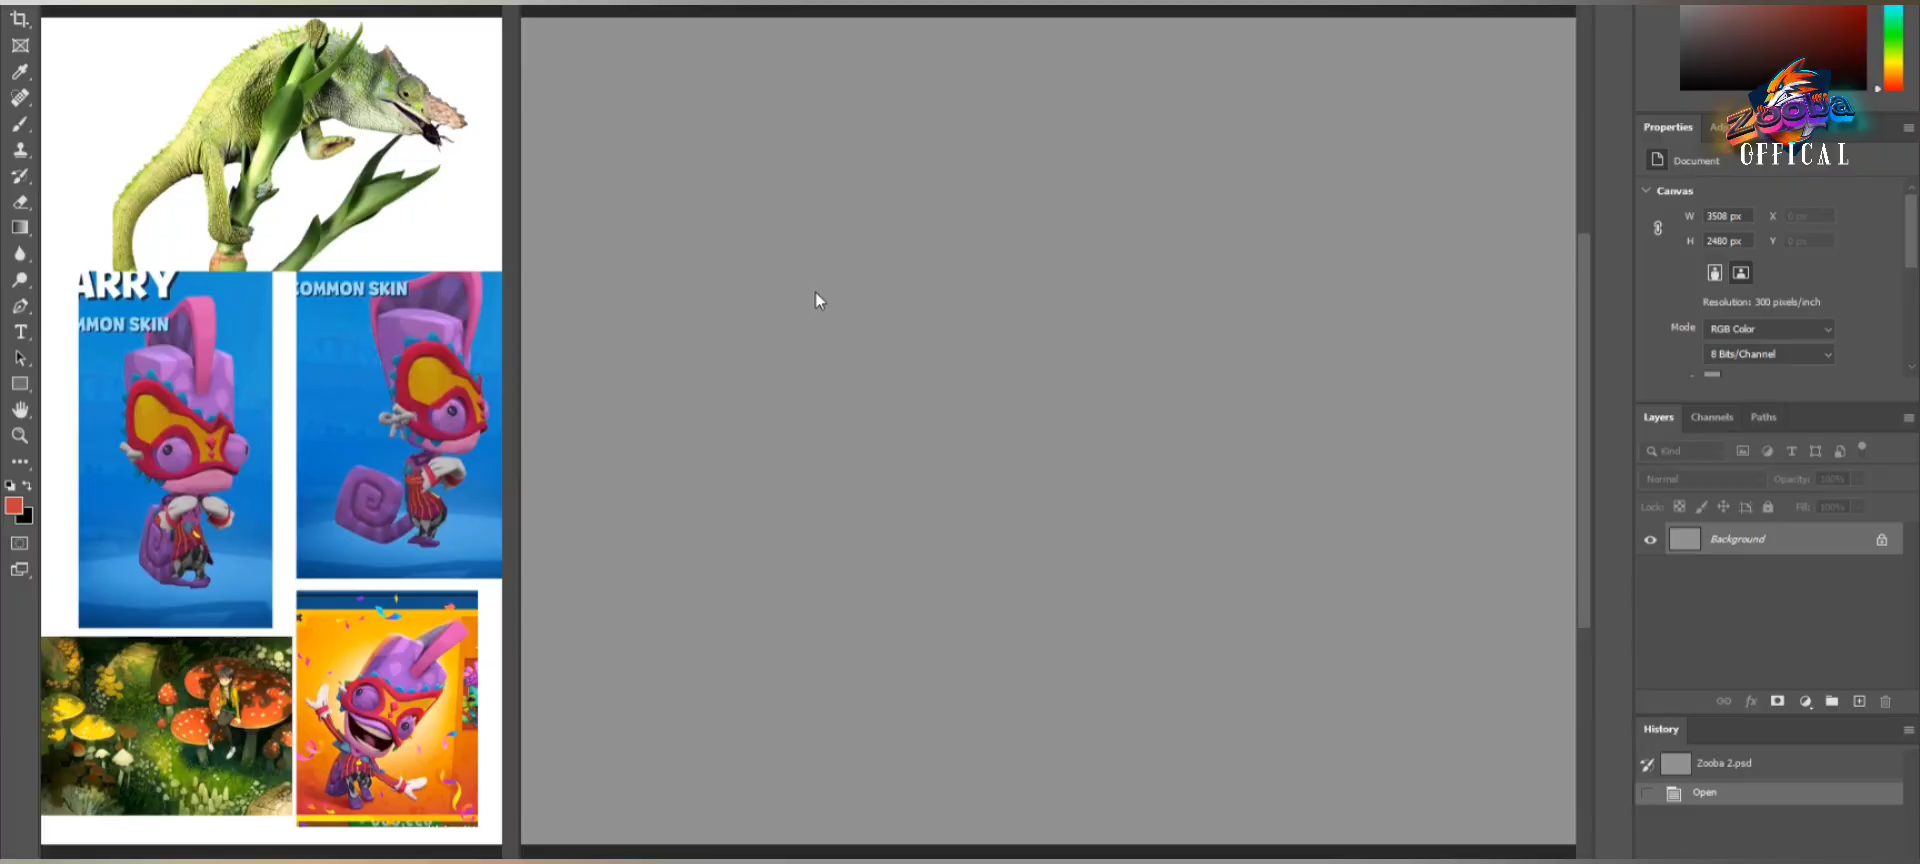 ARRY
MMON SKIN
COMMON SKIN
Zooba
OFFICAL
Properties
Document
Canvas
W 3508 px X 0 px
H 2480 px Y 0 px
Resolution: 300 pixels/inch
Mode RGB Color
8 Bits/Channel
Layers Channels Paths
Kind
Normal Opacity: 100%
Lock: Fill: 100%
Background
History
Zooba 2.psd
Open